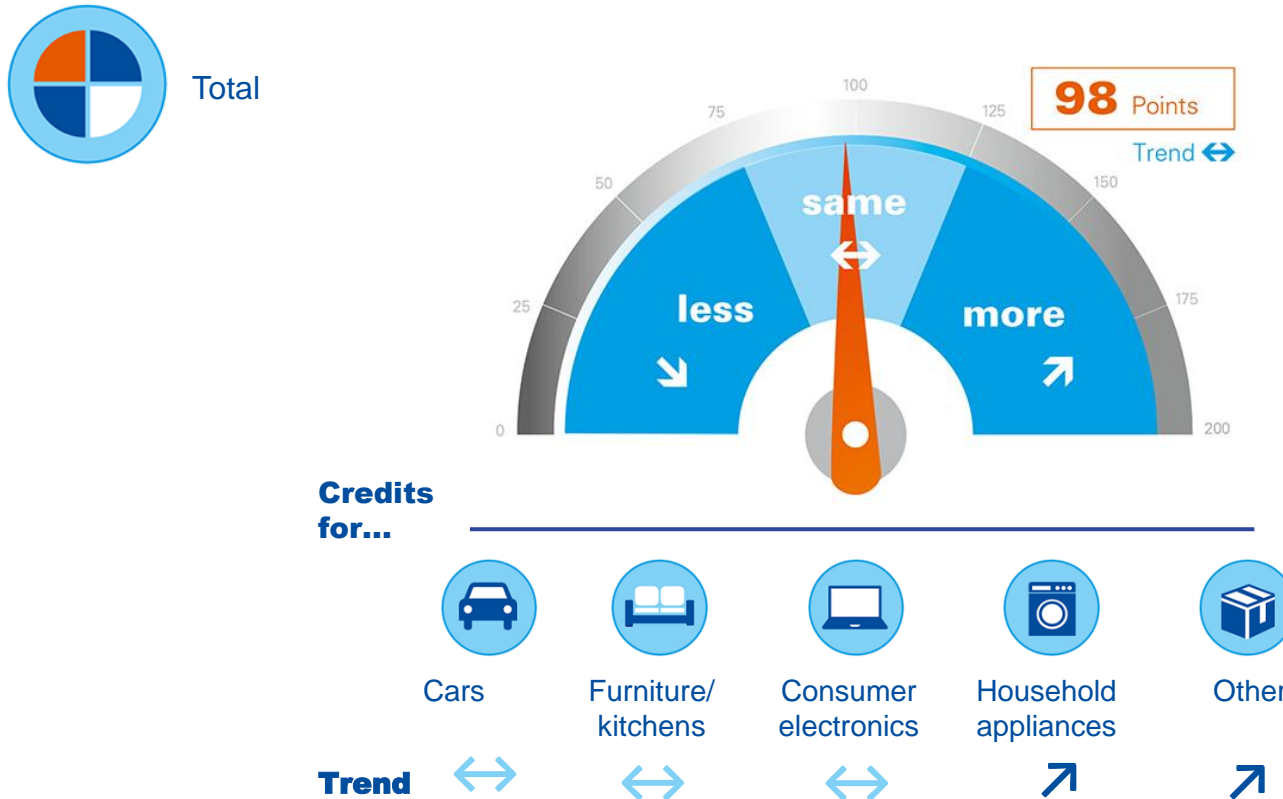 Total
98 Points
Trend
0
25
50
75
100
125
150
175
200
less
same
more
Credits
for...
Cars
Furniture/
kitchens
Consumer
electronics
Household
appliances
Other
Trend